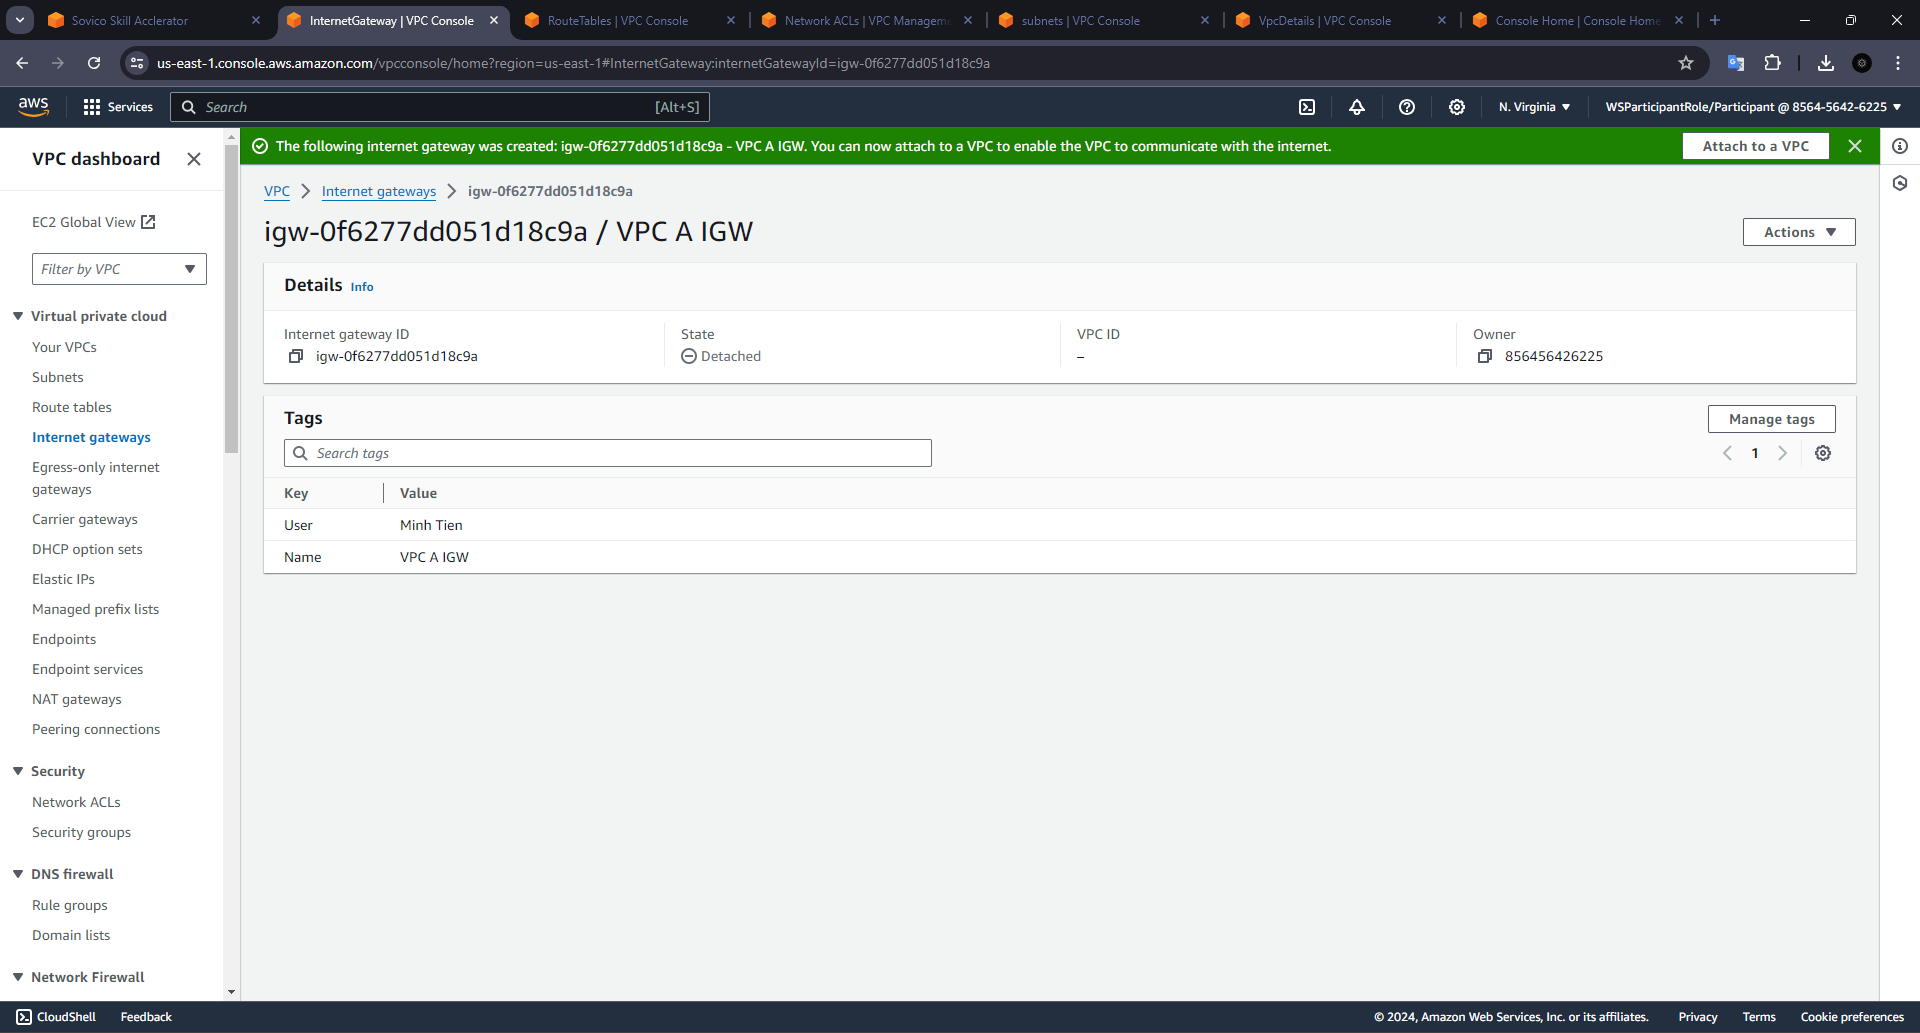 Sovico Skill Acclerator
InternetGateway | VPC Console
RouteTables | VPC Console
Network ACLs | VPC Managem
subnets | VPC Console
VpcDetails | VPC Console
Console Home | Console Home
us-east-1.console.aws.amazon.com/vpcconsole/home?region=us-east-1#InternetGateway:internetGatewayId=igw-0f6277dd051d18c9a
aws
Services
Search
[Alt+S]
N. Virginia
WSParticipantRole/Participant @ 8564-5642-6225
VPC dashboard
The following internet gateway was created: igw-0f6277dd051d18c9a - VPC A IGW. You can now attach to a VPC to enable the VPC to communicate with the internet.
Attach to a VPC
EC2 Global View
Filter by VPC
Virtual private cloud
Your VPCs
Subnets
Route tables
Internet gateways
Egress-only internet
gateways
Carrier gateways
DHCP option sets
Elastic IPs
Managed prefix lists
Endpoints
Endpoint services
NAT gateways
Peering connections
Security
Network ACLs
Security groups
DNS firewall
Rule groups
Domain lists
Network Firewall
VPC
Internet gateways
igw-0f6277dd051d18c9a
igw-0f6277dd051d18c9a / VPC A IGW
Actions
Details Info
Internet gateway ID
igw-0f6277dd051d18c9a
State
Detached
VPC ID
–
Owner
856456426225
Tags
Manage tags
Search tags
1
Key Value
User Minh Tien
Name VPC A IGW
CloudShell
Feedback
© 2024, Amazon Web Services, Inc. or its affiliates.
Privacy
Terms
Cookie preferences